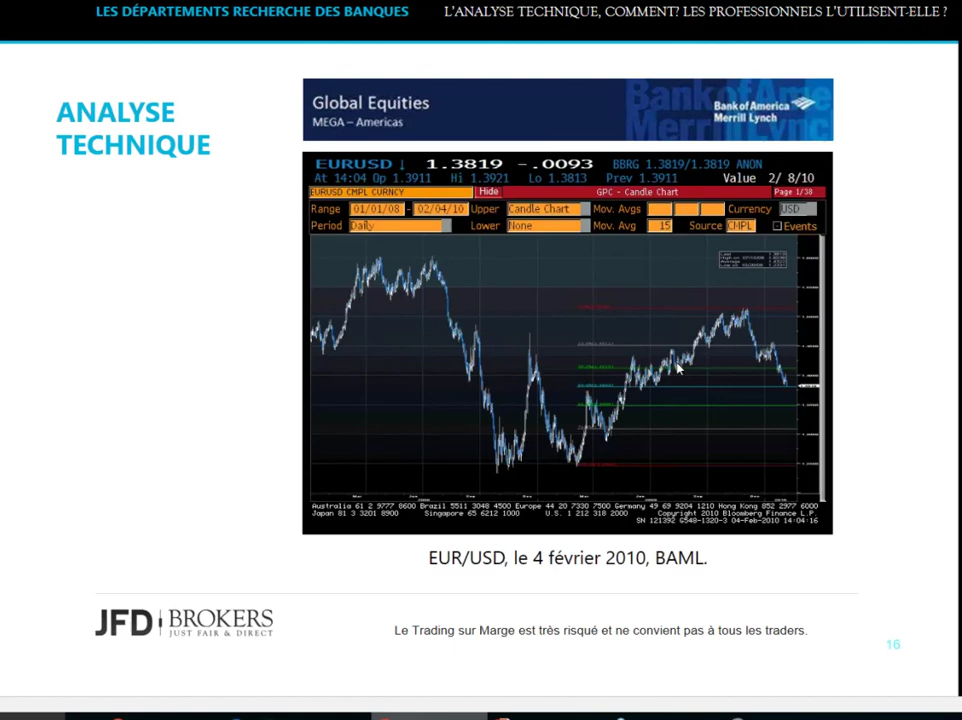 LES DÉPARTEMENTS RECHERCHE DES BANQUES L'ANALYSE TECHNIQUE, COMMENT? LES PROFESSIONNELS L'UTILISENT-ELLE ?
ANALYSE
TECHNIQUE
Global Equities
MEGA – Americas
Bank of America
Merrill Lynch
EURUSD ↓ 1.3819 -.0093 BBRG 1.3819/1.3819 ANON
At 14:04 Op 1.3911 Hi 1.3921 Lo 1.3813 Prev 1.3911 Value 2/ 8/10
EURUSD CMPL CURNCY Hide GPC - Candle Chart Page 1/38
Range 01/01/08 - 02/04/10 Upper Candle Chart Mov. Avgs Currency USD
Period Daily Lower None Mov. Avg 15 Source CMPL Events
Australia 61 2 9777 8600 Brazil 5511 3048 4500 Europe 44 20 7330 7500 Germany 49 69 9204 1210 Hong Kong 852 2977 6000
Japan 81 3 3201 8900 Singapore 65 6212 1000 U.S. 1 212 318 2000 Copyright 2010 Bloomberg Finance L.P.
SN 121392 G548-1320-3 04-Feb-2010 14:04:16
EUR/USD, le 4 février 2010, BAML.
JFD BROKERS
JUST FAIR & DIRECT
Le Trading sur Marge est très risqué et ne convient pas à tous les traders.
16